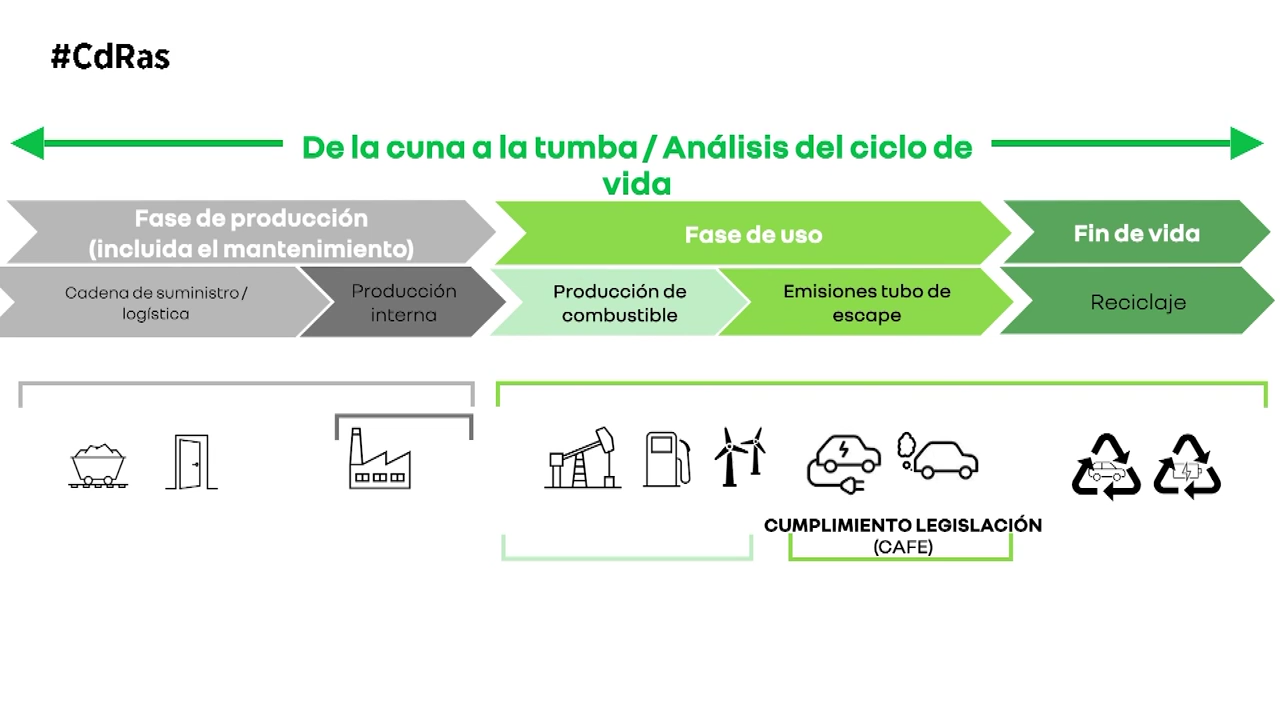 #CdRas
De la cuna a la tumba / Análisis del ciclo de
vida
Fase de producción
(incluida el mantenimiento)
Fase de uso
Fin de vida
Cadena de suministro /
logística
Producción
interna
Producción de
combustible
Emisiones tubo de
escape
Reciclaje
CUMPLIMIENTO LEGISLACIÓN
(CAFE)